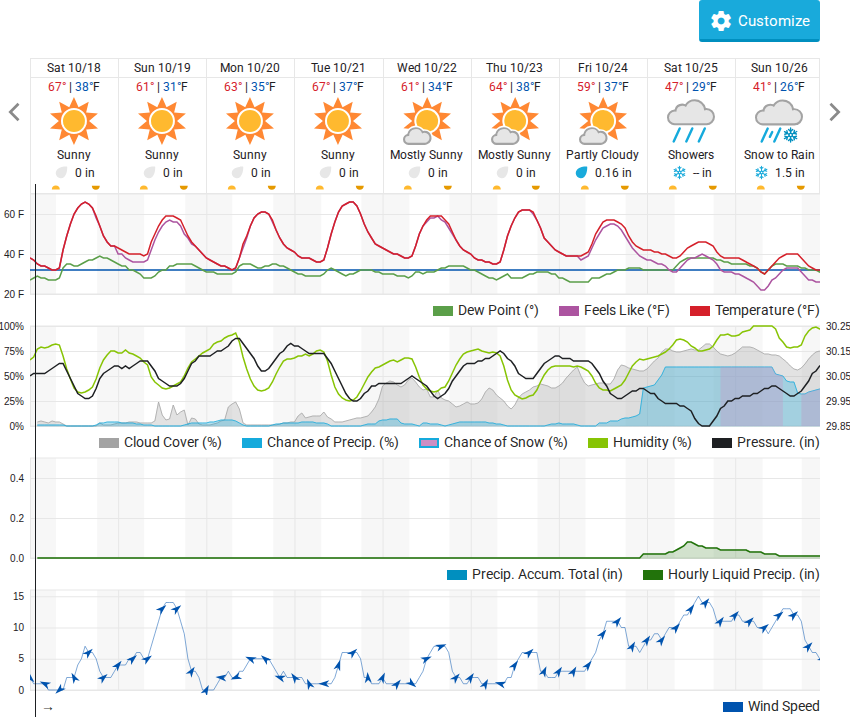 Customize
Sat 10/18 Sun 10/19 Mon 10/20 Tue 10/21 Wed 10/22 Thu 10/23 Fri 10/24 Sat 10/25 Sun 10/26
67° | 38°F 61° | 31°F 63° | 35°F 67° | 37°F 61° | 34°F 64° | 38°F 59° | 37°F 47° | 29°F 41° | 26°F
Sunny Sunny Sunny Sunny Mostly Sunny Mostly Sunny Partly Cloudy Showers Snow to Rain
0 in 0 in 0 in 0 in 0 in 0 in 0.16 in – in 1.5 in
60 F
40 F
20 F
Dew Point (°) Feels Like (°F) Temperature (°F)
100% 30.25
75% 30.15
50% 30.05
25% 29.95
0% 29.85
Cloud Cover (%) Chance of Precip. (%) Chance of Snow (%) Humidity (%) Pressure. (in)
0.4
0.2
0.0
Precip. Accum. Total (in) Hourly Liquid Precip. (in)
15
10
5
0
→
Wind Speed